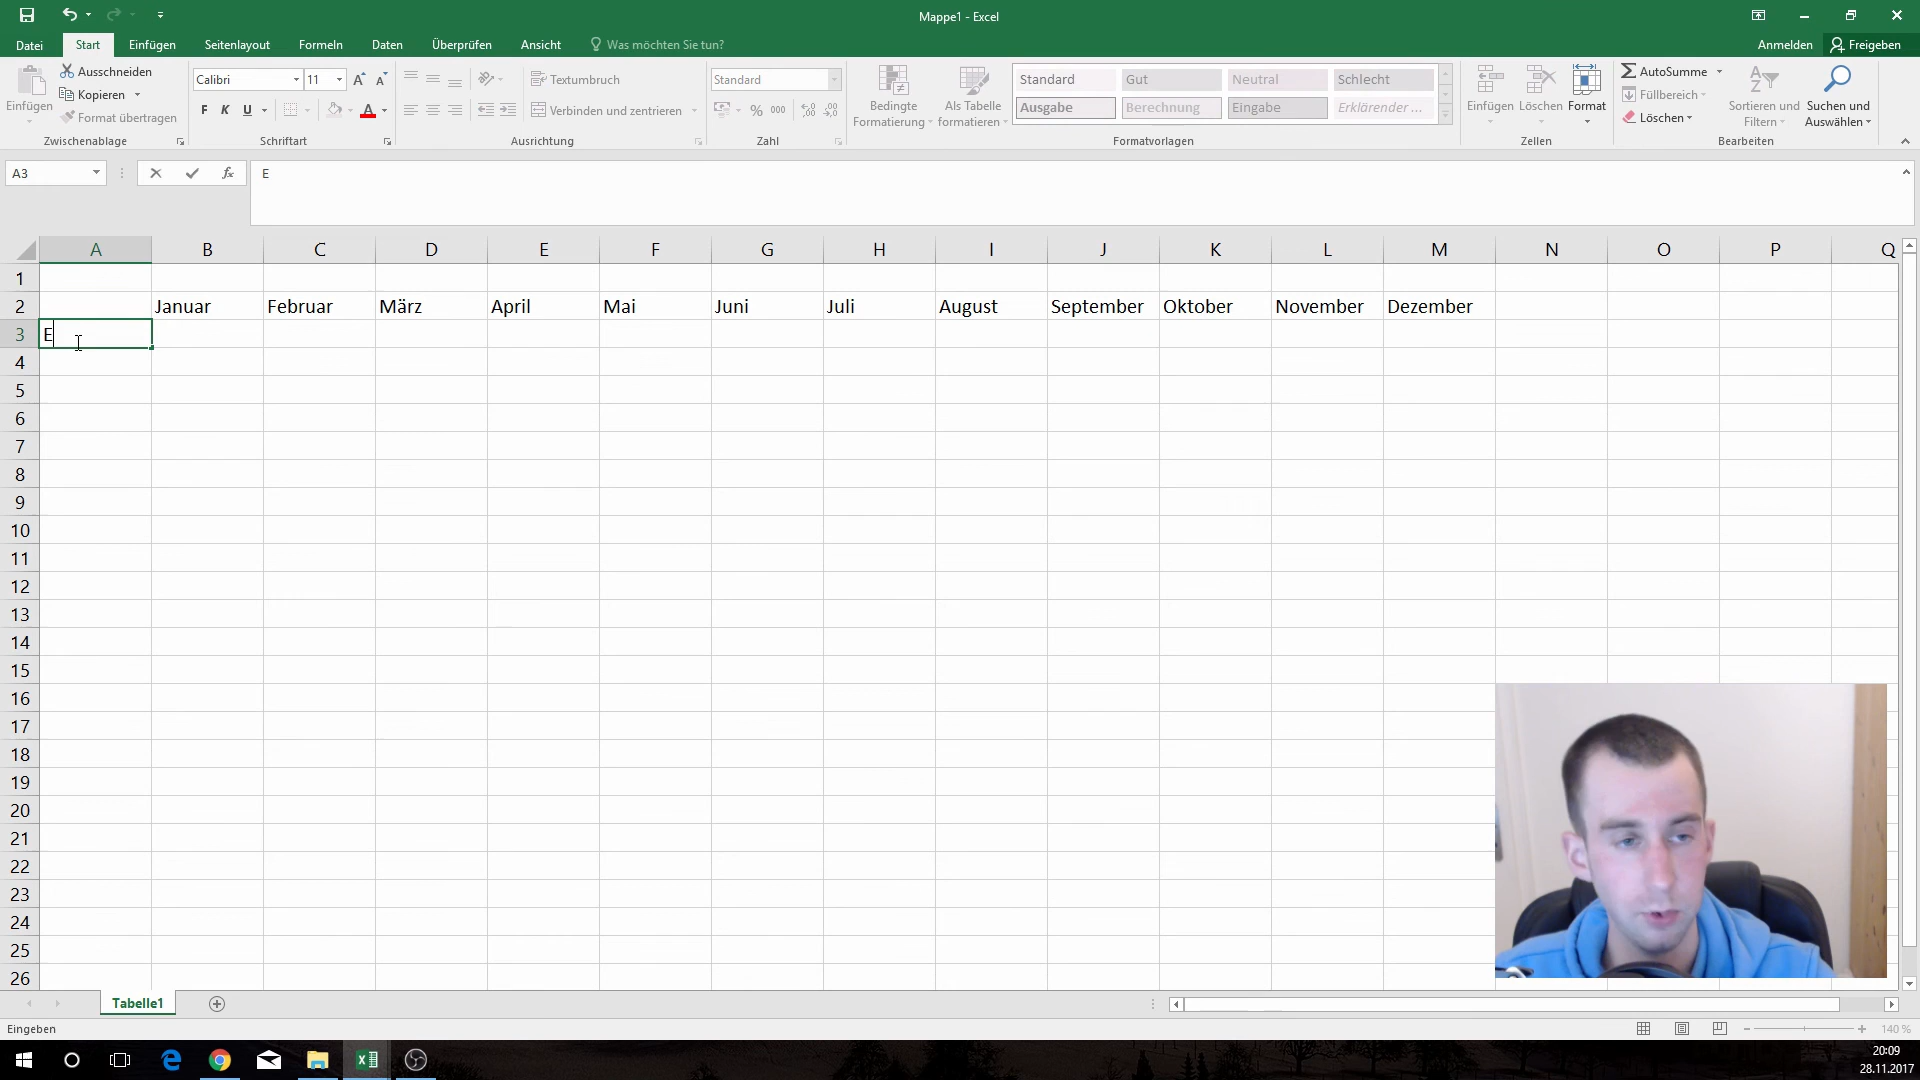 Mappe1 - Excel
Datei Start Einfügen Seitenlayout Formeln Daten Überprüfen Ansicht Was möchten Sie tun? Anmelden Freigeben
Einfügen
Ausschneiden
Kopieren
Format übertragen
Zwischenablage
Calibri 11
F K U A
Schriftart
Textumbruch
Verbinden und zentrieren
Ausrichtung
Standard
% 000
Zahl
Bedingte Formatierung
Als Tabelle formatieren
Standard Gut Neutral Schlecht
Ausgabe Berechnung Eingabe Erklärender ...
Formatvorlagen
Einfügen Löschen Format
Zellen
AutoSumme
Füllbereich
Löschen
Sortieren und Filtern
Suchen und Auswählen
Bearbeiten
A3 fx E
A B C D E F G H I J K L M N O P Q
1
2 Januar Februar März April Mai Juni Juli August September Oktober November Dezember
3 E
4
5
6
7
8
9
10
11
12
13
14
15
16
17
18
19
20
21
22
23
24
25
26
Tabelle1
Eingeben 140 %
20:09
28.11.2017